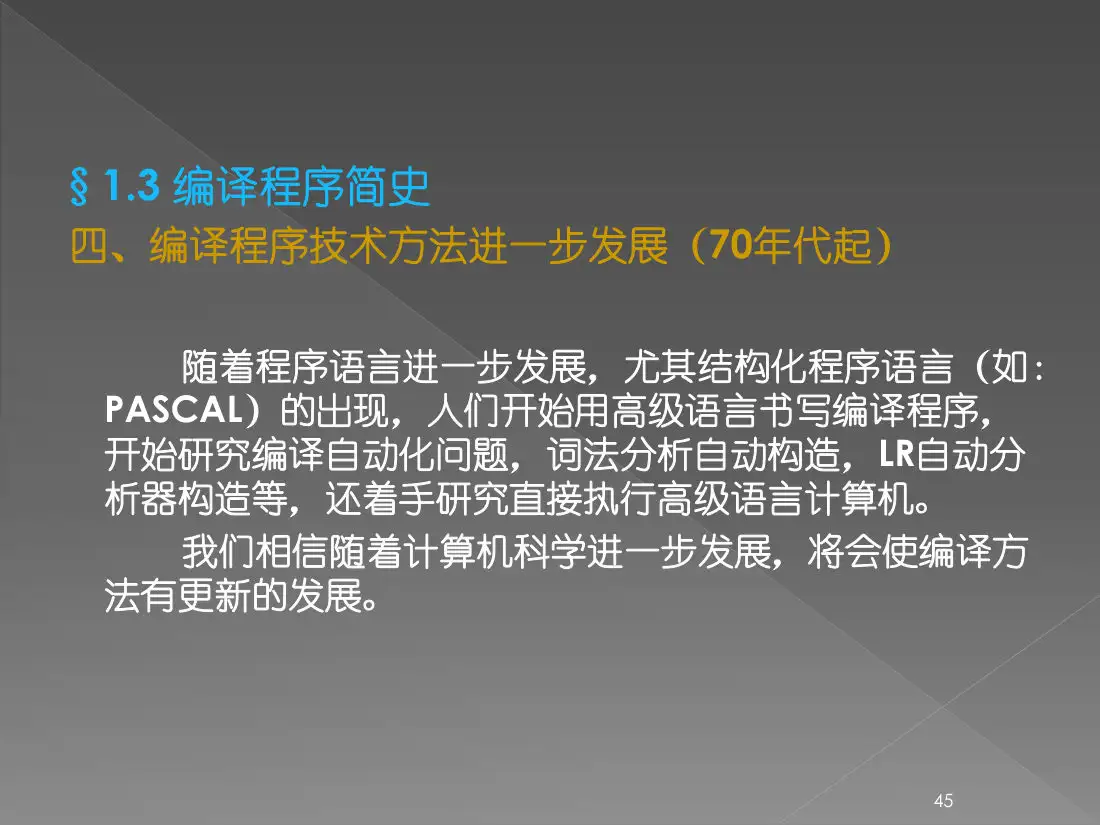 §1.3 编译程序简史
四、编译程序技术方法进一步发展（70年代起）
随着程序语言进一步发展，尤其结构化程序语言（如：
PASCAL）的出现，人们开始用高级语言书写编译程序，
开始研究编译自动化问题，词法分析自动构造，LR自动分
析器构造等，还着手研究直接执行高级语言计算机。
我们相信随着计算机科学进一步发展，将会使编译方
法有更新的发展。
45